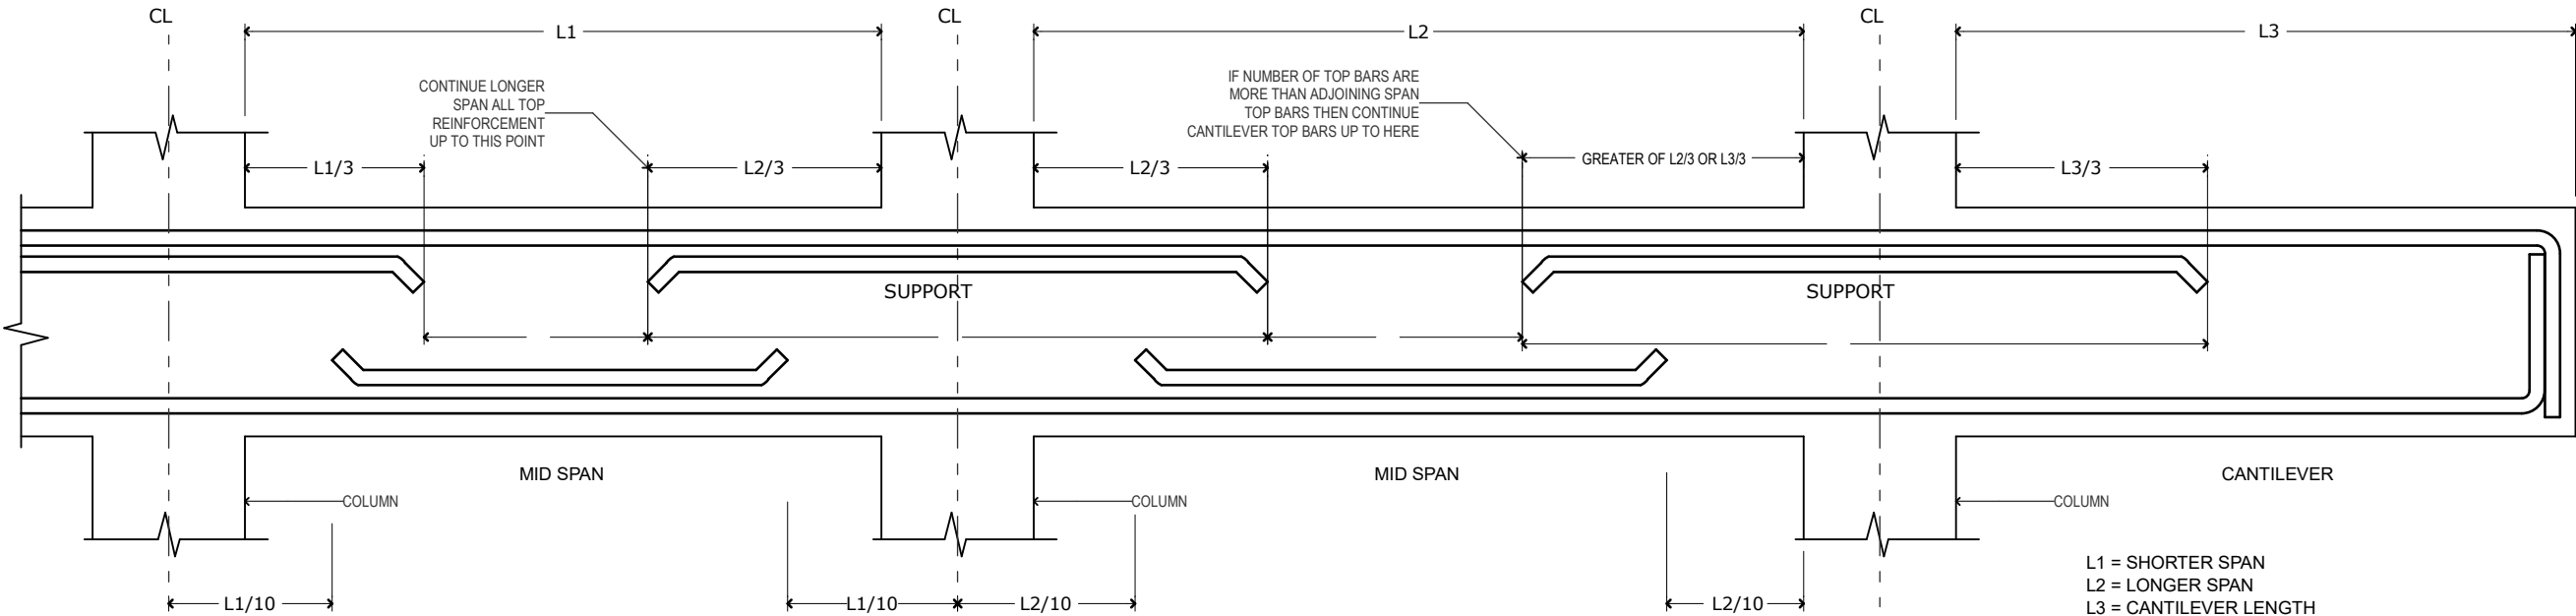 CL
CL
CL
L1
L2
L3
CONTINUE LONGER
SPAN ALL TOP
REINFORCEMENT
UP TO THIS POINT
IF NUMBER OF TOP BARS ARE
MORE THAN ADJOINING SPAN
TOP BARS THEN CONTINUE
CANTILEVER TOP BARS UP TO HERE
L1/3
L2/3
L2/3
GREATER OF L2/3 OR L3/3
L3/3
SUPPORT
SUPPORT
MID SPAN
MID SPAN
CANTILEVER
COLUMN
COLUMN
COLUMN
L1/10
L1/10
L2/10
L2/10
L1 = SHORTER SPAN
L2 = LONGER SPAN
L3 = CANTILEVER LENGTH